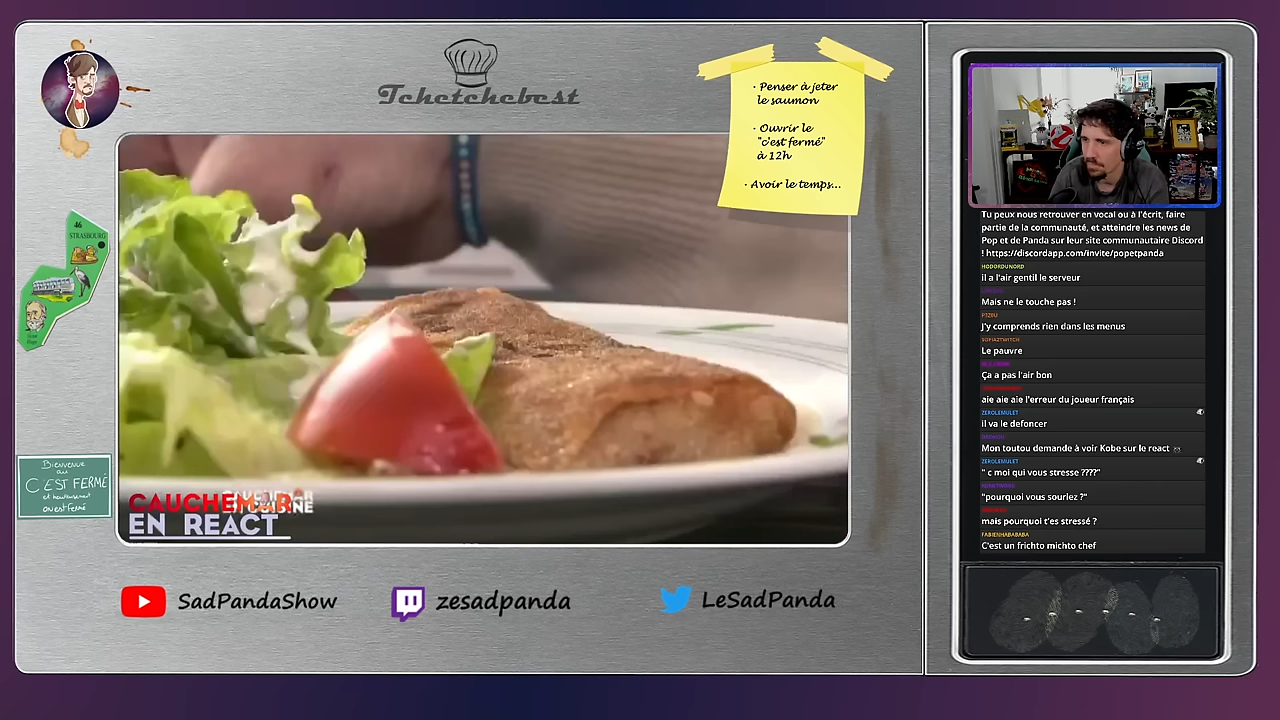 Tchetchebest
· Penser à jeter
le saumon
· Ouvrir le
"c'est fermé"
à 12h
· Avoir le temps...
46
STRASBOURG
Bienvenue
au
C'EST FERMÉ
et heureusement
on est fermé
CAUCHEMAR
EN REACT
SadPandaShow
zesadpanda
LeSadPanda
Tu peux nous retrouver en vocal ou à l'écrit, faire
partie de la communauté, et atteindre les news de
Pop et de Panda sur leur site communautaire Discord
! https://discordapp.com/invite/popetpanda
HODORDUNORD
il a l'air gentil le serveur
Mais ne le touche pas !
P1ZOU
J'y comprends rien dans les menus
SOFIAZTWITCH
Le pauvre
Ça a pas l'air bon
aie aie aie l'erreur du joueur français
ZEROLEMULET
il va le defoncer
Mon toutou demande à voir Kobe sur le react
ZEROLEMULET
" c moi qui vous stresse ????"
"pourquoi vous souriez ?"
mais pourquoi t'es stressé ?
FABIENHABABABA
C'est un frichto michto chef